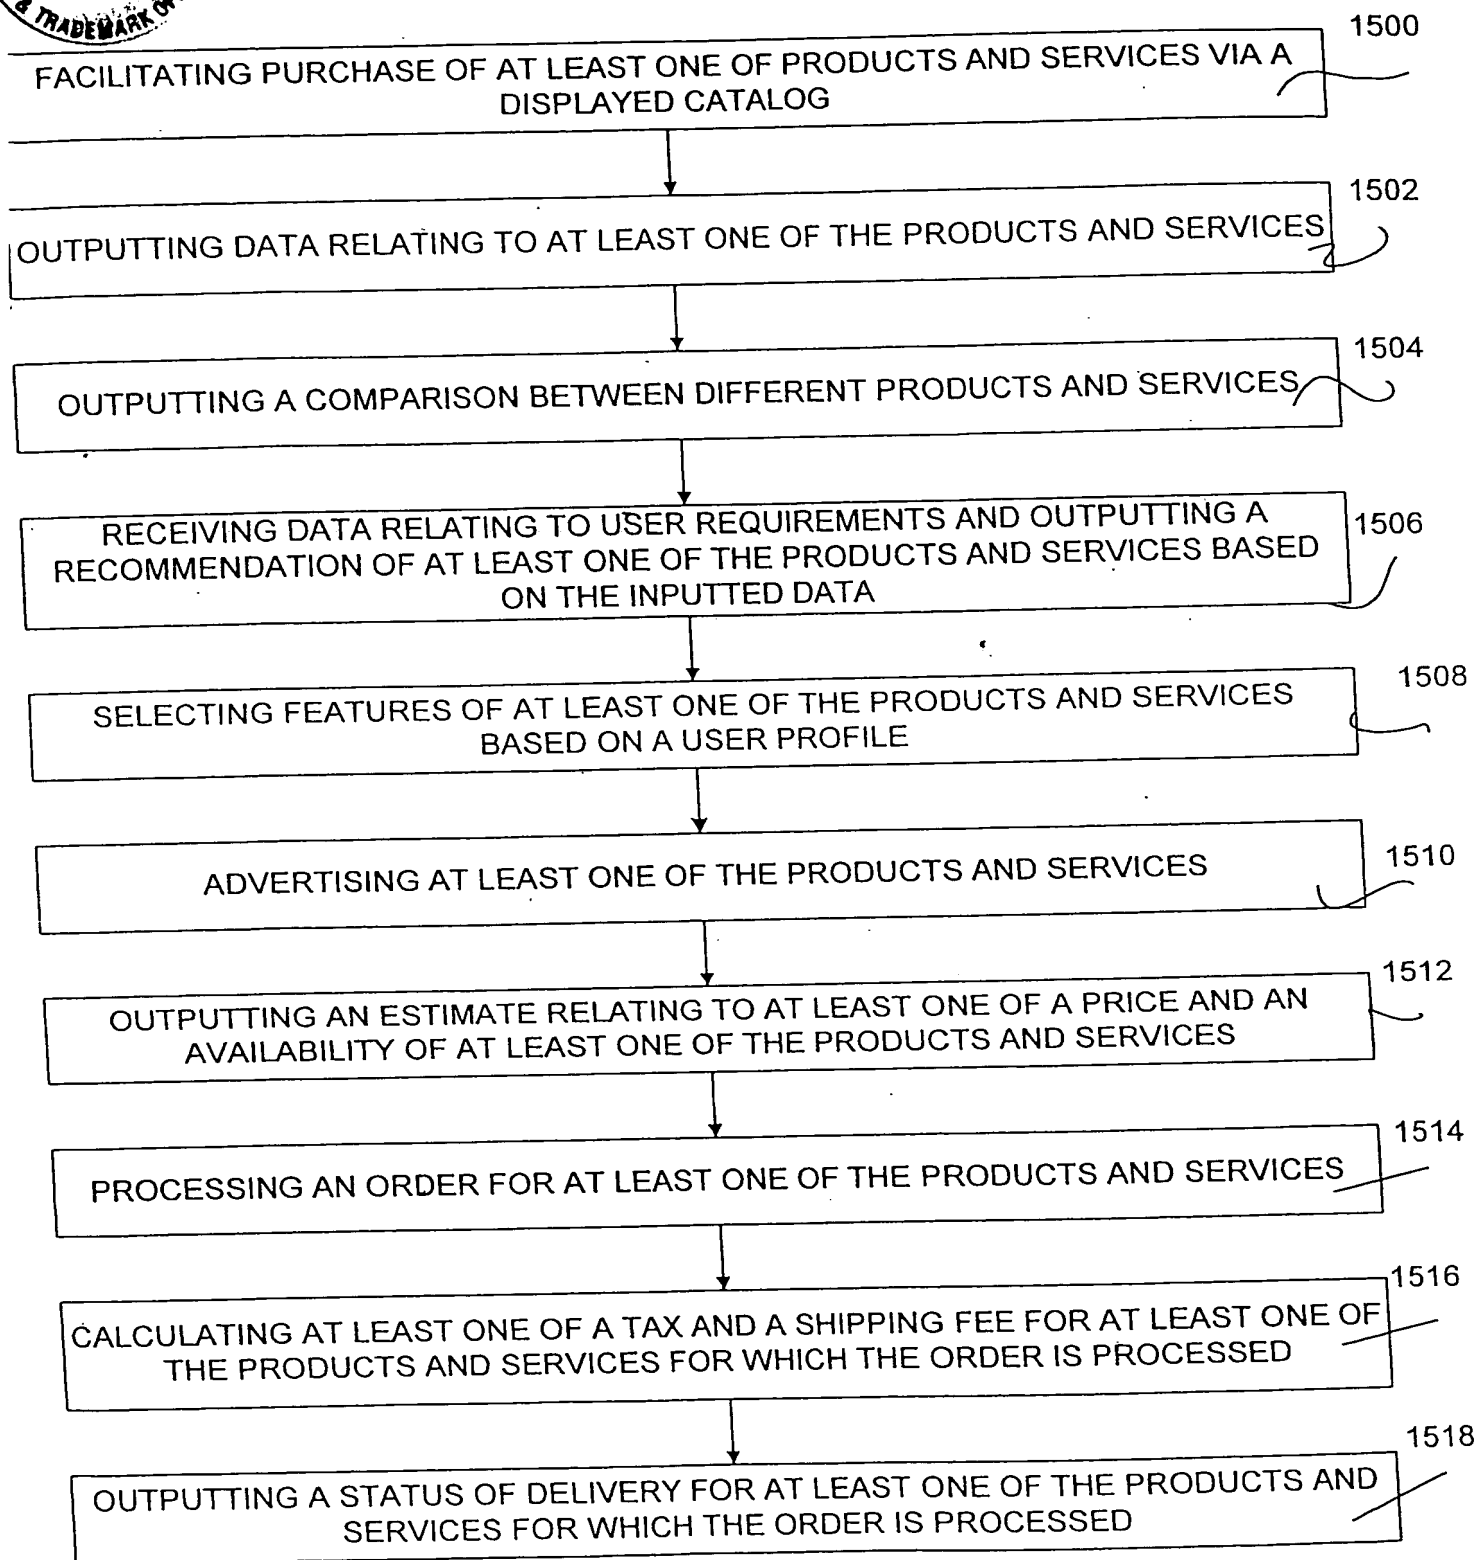 & TRADEMARK
1500
FACILITATING PURCHASE OF AT LEAST ONE OF PRODUCTS AND SERVICES VIA A
DISPLAYED CATALOG
1502
OUTPUTTING DATA RELATING TO AT LEAST ONE OF THE PRODUCTS AND SERVICES
1504
OUTPUTTING A COMPARISON BETWEEN DIFFERENT PRODUCTS AND SERVICES
1506
RECEIVING DATA RELATING TO USER REQUIREMENTS AND OUTPUTTING A
RECOMMENDATION OF AT LEAST ONE OF THE PRODUCTS AND SERVICES BASED
ON THE INPUTTED DATA
1508
SELECTING FEATURES OF AT LEAST ONE OF THE PRODUCTS AND SERVICES
BASED ON A USER PROFILE
1510
ADVERTISING AT LEAST ONE OF THE PRODUCTS AND SERVICES
1512
OUTPUTTING AN ESTIMATE RELATING TO AT LEAST ONE OF A PRICE AND AN
AVAILABILITY OF AT LEAST ONE OF THE PRODUCTS AND SERVICES
1514
PROCESSING AN ORDER FOR AT LEAST ONE OF THE PRODUCTS AND SERVICES
1516
CALCULATING AT LEAST ONE OF A TAX AND A SHIPPING FEE FOR AT LEAST ONE OF
THE PRODUCTS AND SERVICES FOR WHICH THE ORDER IS PROCESSED
1518
OUTPUTTING A STATUS OF DELIVERY FOR AT LEAST ONE OF THE PRODUCTS AND
SERVICES FOR WHICH THE ORDER IS PROCESSED